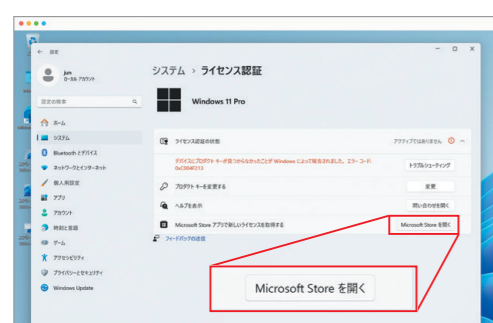 設定
jun
ローカル アカウント
設定の検索
ホーム
システム
Bluetooth とデバイス
ネットワークとインターネット
個人用設定
アプリ
アカウント
時刻と言語
ゲーム
アクセシビリティ
プライバシーとセキュリティ
Windows Update
システム › ライセンス認証
Windows 11 Pro
ライセンス認証の状態
アクティブではありません
デバイスにプロダクト キーが見つからなかったことが Windows によって報告されました。エラー コード:
0xC004F213
トラブルシューティング
プロダクト キーを変更する
変更
ヘルプを表示
問い合わせを開く
Microsoft Store アプリで新しいライセンスを取得する
Microsoft Store を開く
フィードバックの送信
Microsoft Store を開く